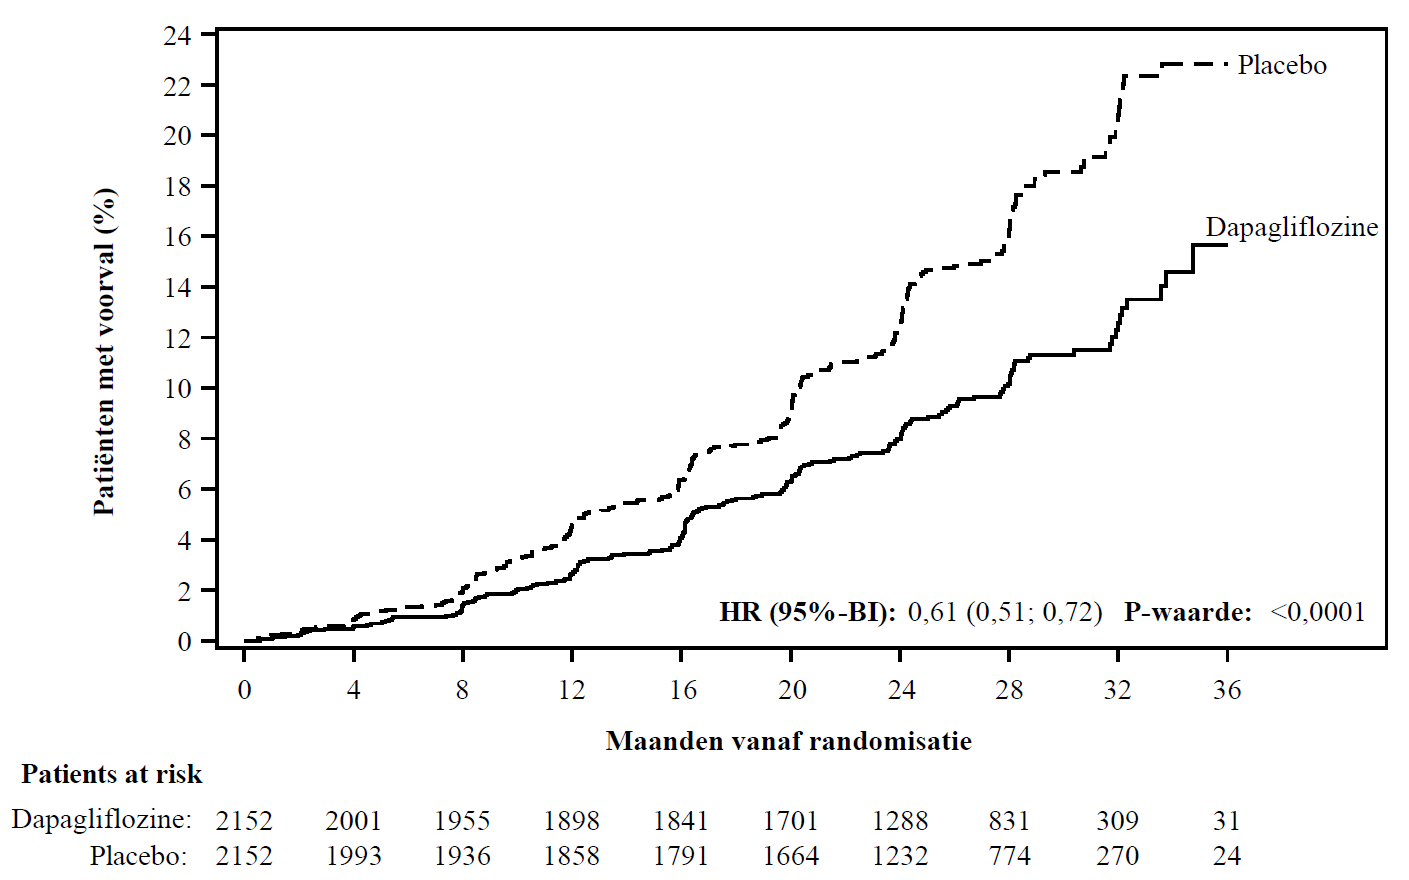 24
22
20
18
16
14
12
10
8
6
4
2
0
Patiënten met voorval (%)
Placebo
Dapagliflozine
HR (95%-BI): 0,61 (0,51; 0,72) P-waarde: <0,0001
0 4 8 12 16 20 24 28 32 36
Maanden vanaf randomisatie
Patients at risk
Dapagliflozine: 2152 2001 1955 1898 1841 1701 1288 831 309 31
Placebo: 2152 1993 1936 1858 1791 1664 1232 774 270 24